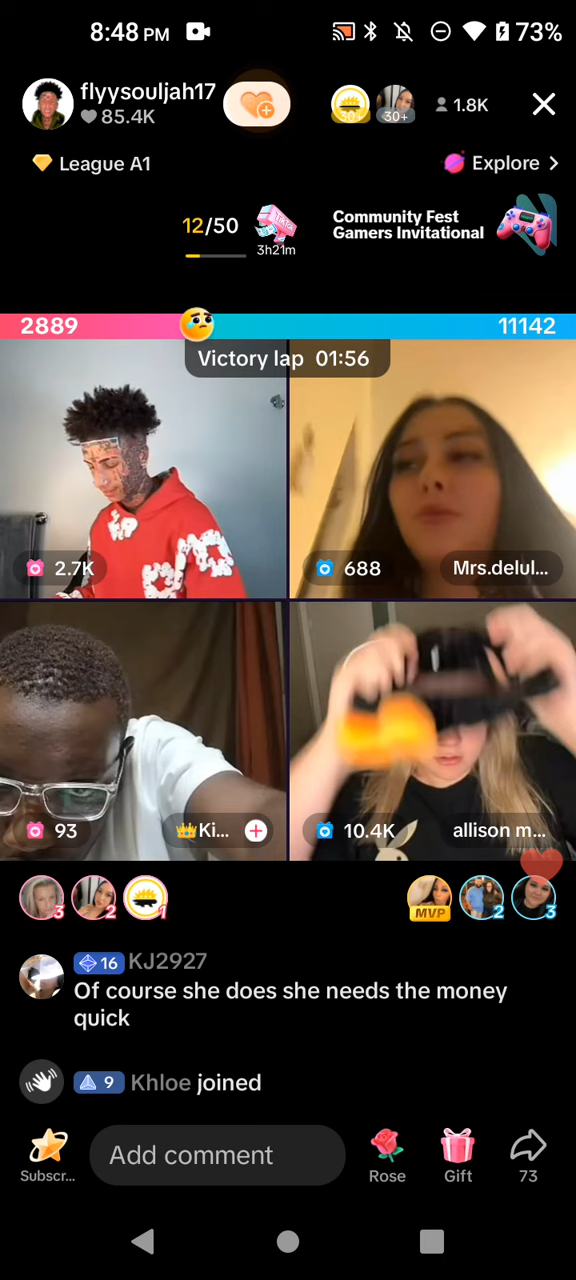 8:48 PM
73%
flyysouljah17
85.4K
30+
30+
1.8K
League A1
Explore >
12/50
TikTok
3h21m
Community Fest
Gamers Invitational
2889
11142
Victory lap 01:56
2.7K
688
Mrs.delul...
93
Ki...
10.4K
allison m...
3
2
1
MVP
2
3
16
KJ2927
Of course she does she needs the money
quick
9
Khloe joined
Subscr...
Add comment
Rose
Gift
73